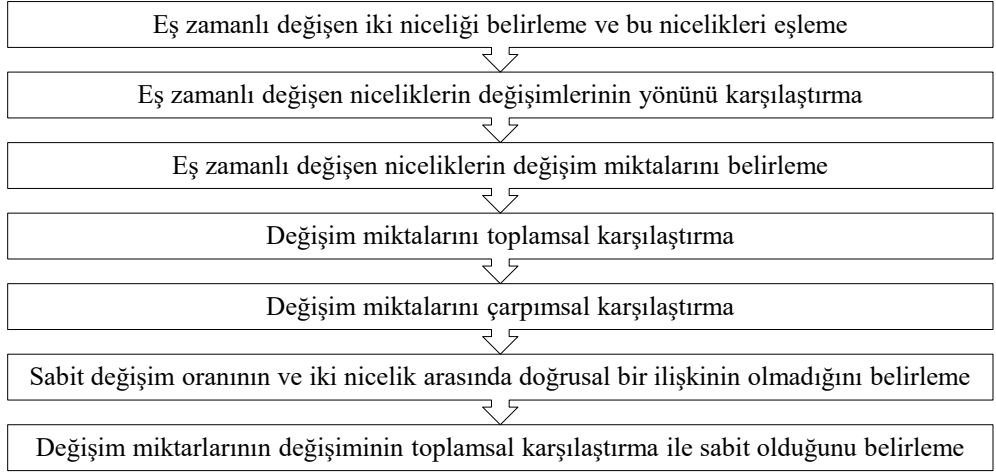 Eş zamanlı değişen iki niceliği belirleme ve bu nicelikleri eşleme
Eş zamanlı değişen niceliklerin değişimlerinin yönünü karşılaştırma
Eş zamanlı değişen niceliklerin değişim miktalarını belirleme
Değişim miktalarını toplamsal karşılaştırma
Değişim miktalarını çarpımsal karşılaştırma
Sabit değişim oranının ve iki nicelik arasında doğrusal bir ilişkinin olmadığını belirleme
Değişim miktarlarının değişiminin toplamsal karşılaştırma ile sabit olduğunu belirleme